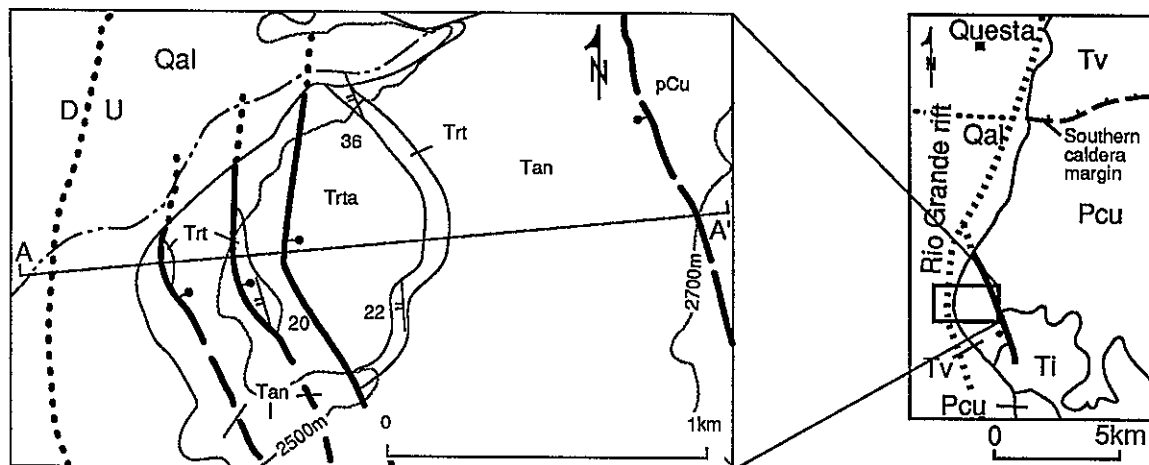 Qal
D U
N
pCu
36
Trt
Tan
Trta
Trt
A
A'
20
22
2700m
Tan
2500m
0 1km
Questa
N
Tv
Rio Grande rift
Qal
Southern
caldera
margin
Pcu
Tv
Ti
Pcu
0 5km